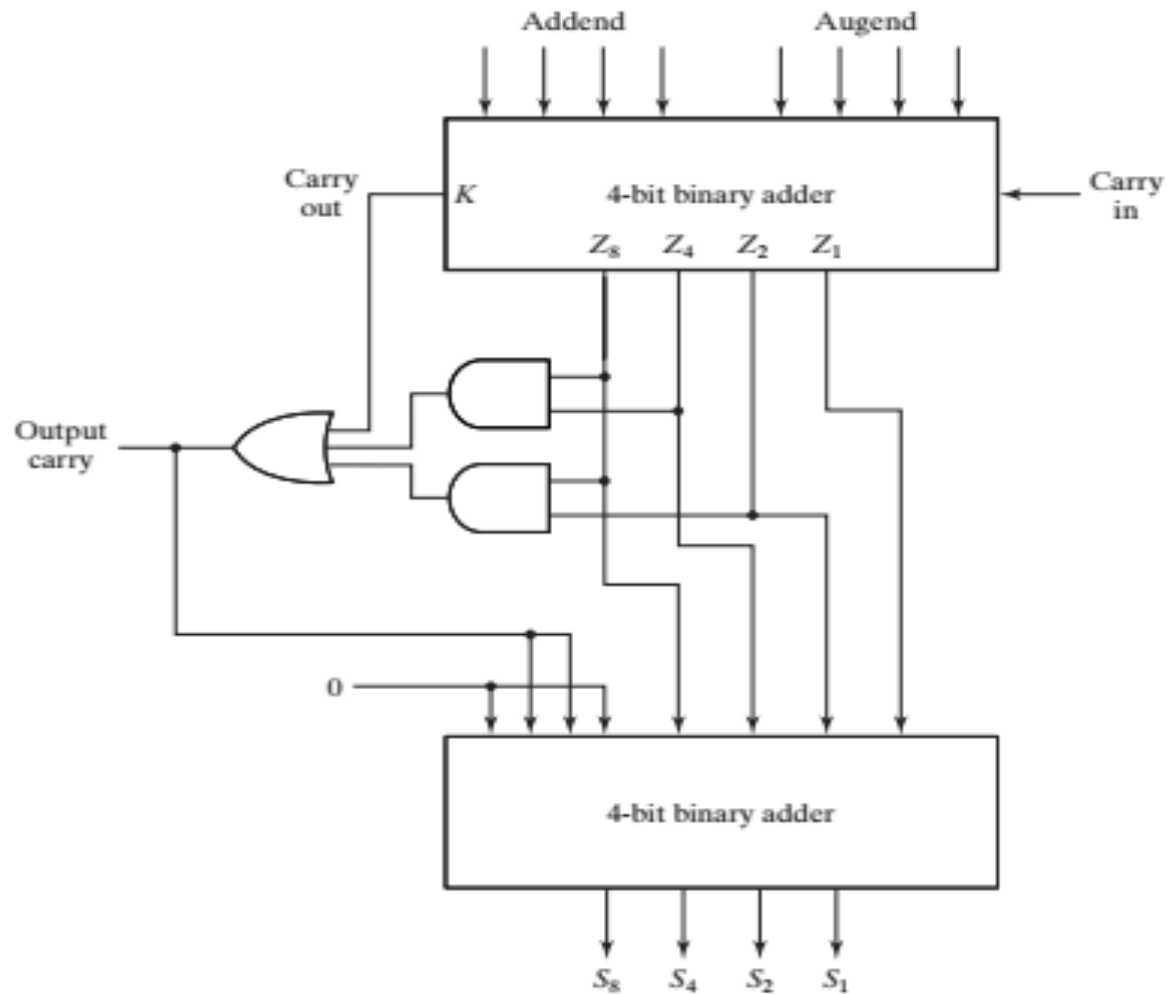 Addend
Augend
Carry
out
K
4-bit binary adder
Carry
in
Z₈ Z₄ Z₂ Z₁
Output
carry
0
4-bit binary adder
S₈ S₄ S₂ S₁